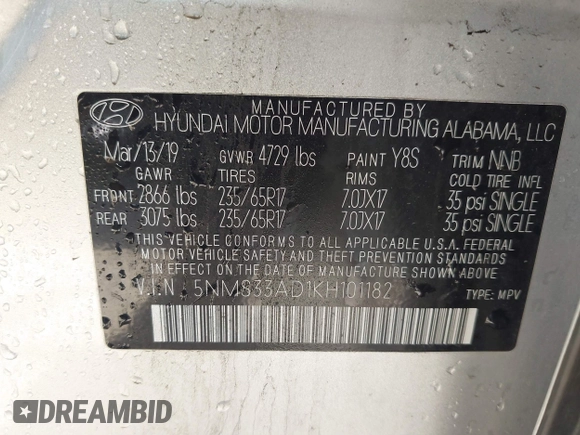 MANUFACTURED BY
HYUNDAI MOTOR MANUFACTURING ALABAMA, LLC
Mar/13/19 GVWR 4729 lbs PAINT Y8S TRIM NNB
GAWR TIRES RIMS COLD TIRE INFL
FRONT 2866 lbs 235/65R17 7.0JX17 35 psi SINGLE
REAR 3075 lbs 235/65R17 7.0JX17 35 psi SINGLE
THIS VEHICLE CONFORMS TO ALL APPLICABLE U.S.A. FEDERAL
MOTOR VEHICLE SAFETY AND THEFT PREVENTION STANDARDS
IN EFFECT ON THE DATE OF MANUFACTURE SHOWN ABOVE.
V.I.N. 5NMS33AD1KH101182 TYPE: MPV
DREAMBID